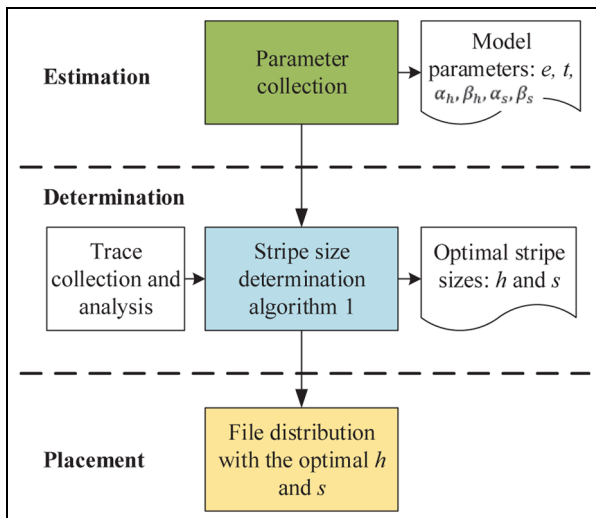 Estimation
Parameter
collection
Model
parameters: e, t,
αₕ, βₕ, αₛ, βₛ
Determination
Trace
collection and
analysis
Stripe size
determination
algorithm 1
Optimal stripe
sizes: h and s
Placement
File distribution
with the optimal h
and s